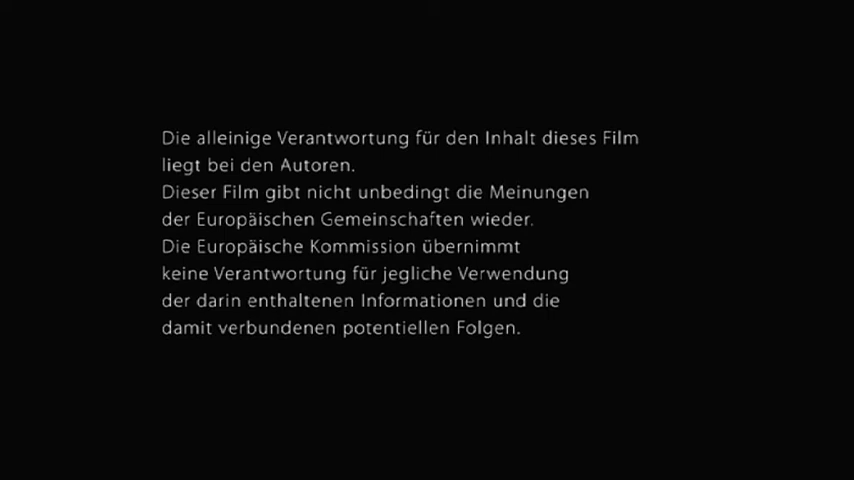 Die alleinige Verantwortung für den Inhalt dieses Film
liegt bei den Autoren.
Dieser Film gibt nicht unbedingt die Meinungen
der Europäischen Gemeinschaften wieder.
Die Europäische Kommission übernimmt
keine Verantwortung für jegliche Verwendung
der darin enthaltenen Informationen und die
damit verbundenen potentiellen Folgen.